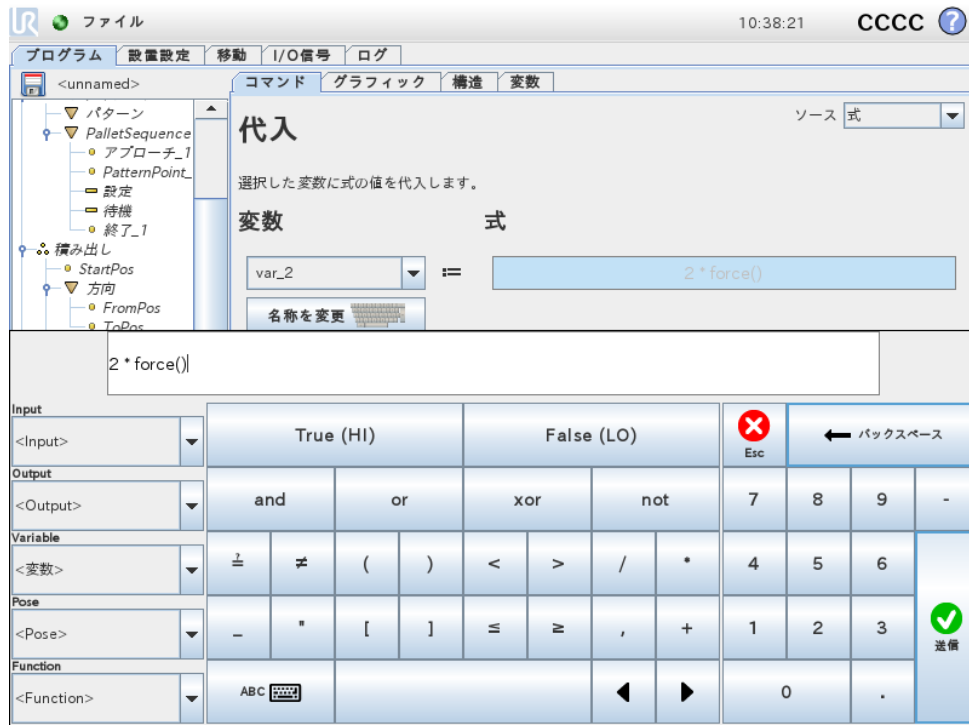 UR ファイル 10:38:21 CCCC ?
プログラム 設置設定 移動 I/O信号 ログ
<unnamed>
コマンド グラフィック 構造 変数
パターン
PalletSequence
アプローチ_1
PatternPoint_
設定
待機
終了_1
積み出し
StartPos
方向
FromPos
ToPos
代入
ソース 式
選択した変数に式の値を代入します。
変数 式
var_2 := 2 * force()
名称を変更
2 * force()
Input
<Input>
Output
<Output>
Variable
<変数>
Pose
<Pose>
Function
<Function>
True (HI) False (LO) Esc バックスペース
and or xor not 7 8 9 -
≟ ≠ ( ) < > / * 4 5 6
_ " [ ] ≤ ≥ , + 1 2 3 送信
ABC 0 .